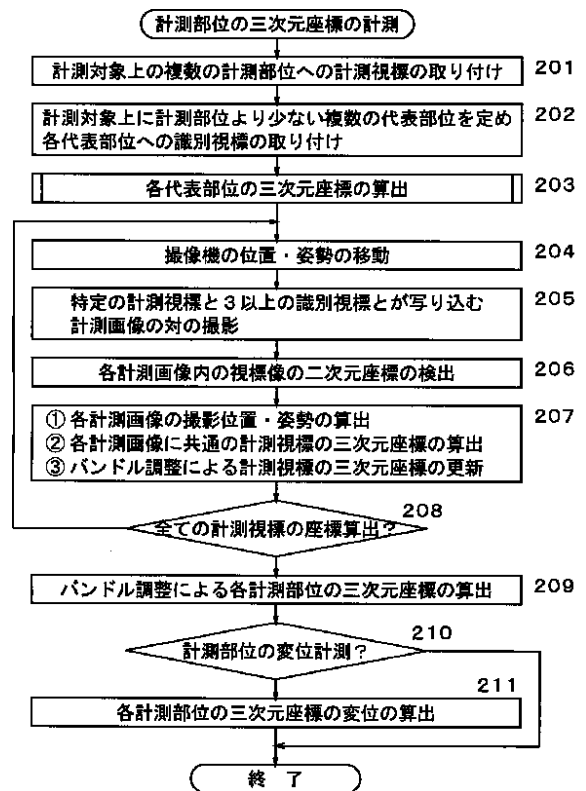 計測部位の三次元座標の計測
計測対象上の複数の計測部位への計測視標の取り付け
201
計測対象上に計測部位より少ない複数の代表部位を定め
各代表部位への識別視標の取り付け
202
各代表部位の三次元座標の算出
203
撮像機の位置・姿勢の移動
204
特定の計測視標と３以上の識別視標とが写り込む
計測画像の対の撮影
205
各計測画像内の視標像の二次元座標の検出
206
① 各計測画像の撮影位置・姿勢の算出
② 各計測画像に共通の計測視標の三次元座標の算出
③ バンドル調整による計測視標の三次元座標の更新
207
全ての計測視標の座標算出？
208
バンドル調整による各計測部位の三次元座標の算出
209
計測部位の変位計測？
210
各計測部位の三次元座標の変位の算出
211
終 了